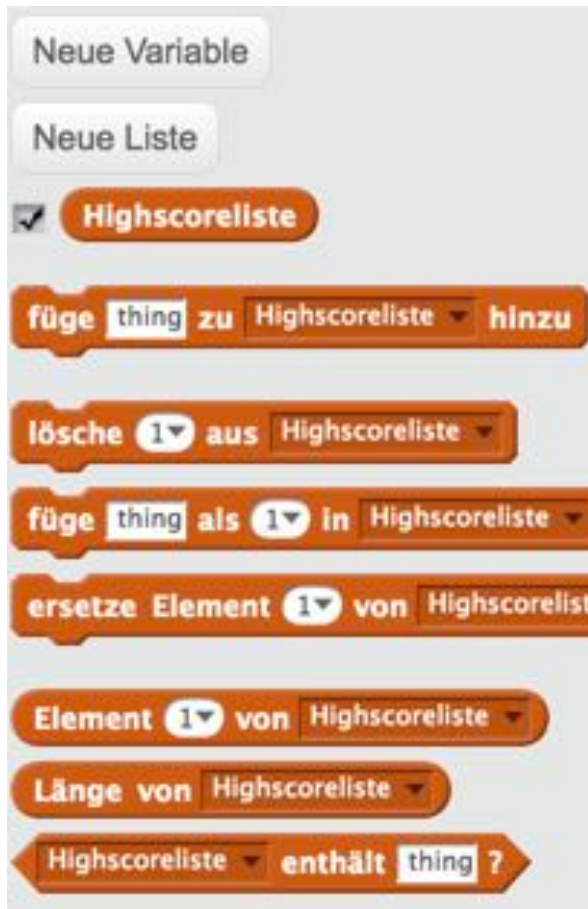 Neue Variable
Neue Liste
Highscoreliste
füge thing zu Highscoreliste hinzu
lösche 1 aus Highscoreliste
füge thing als 1 in Highscoreliste
ersetze Element 1 von Highscorelist
Element 1 von Highscoreliste
Länge von Highscoreliste
Highscoreliste enthält thing ?